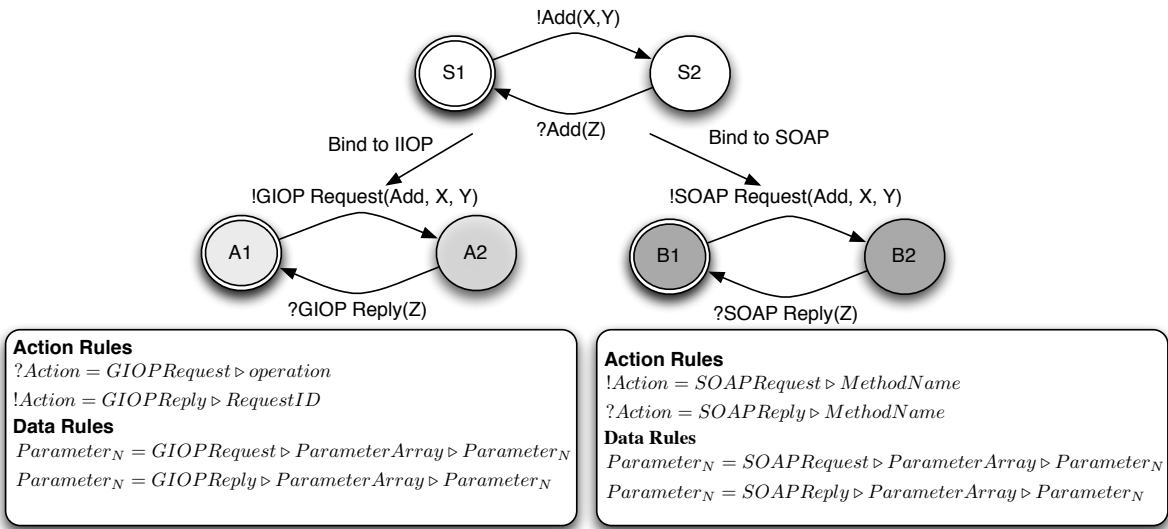 !Add(X,Y)
S1
S2
?Add(Z)
Bind to IIOP
Bind to SOAP
!GIOP Request(Add, X, Y)
!SOAP Request(Add, X, Y)
A1
A2
B1
B2
?GIOP Reply(Z)
?SOAP Reply(Z)
Action Rules
?Action = GIOPRequest ▹ operation
!Action = GIOPReply ▹ RequestID
Data Rules
Parameter_N = GIOPRequest ▹ ParameterArray ▹ Parameter_N
Parameter_N = GIOPReply ▹ ParameterArray ▹ Parameter_N
Action Rules
!Action = SOAPRequest ▹ MethodName
?Action = SOAPReply ▹ MethodName
Data Rules
Parameter_N = SOAPRequest ▹ ParameterArray ▹ Parameter_N
Parameter_N = SOAPReply ▹ ParameterArray ▹ Parameter_N